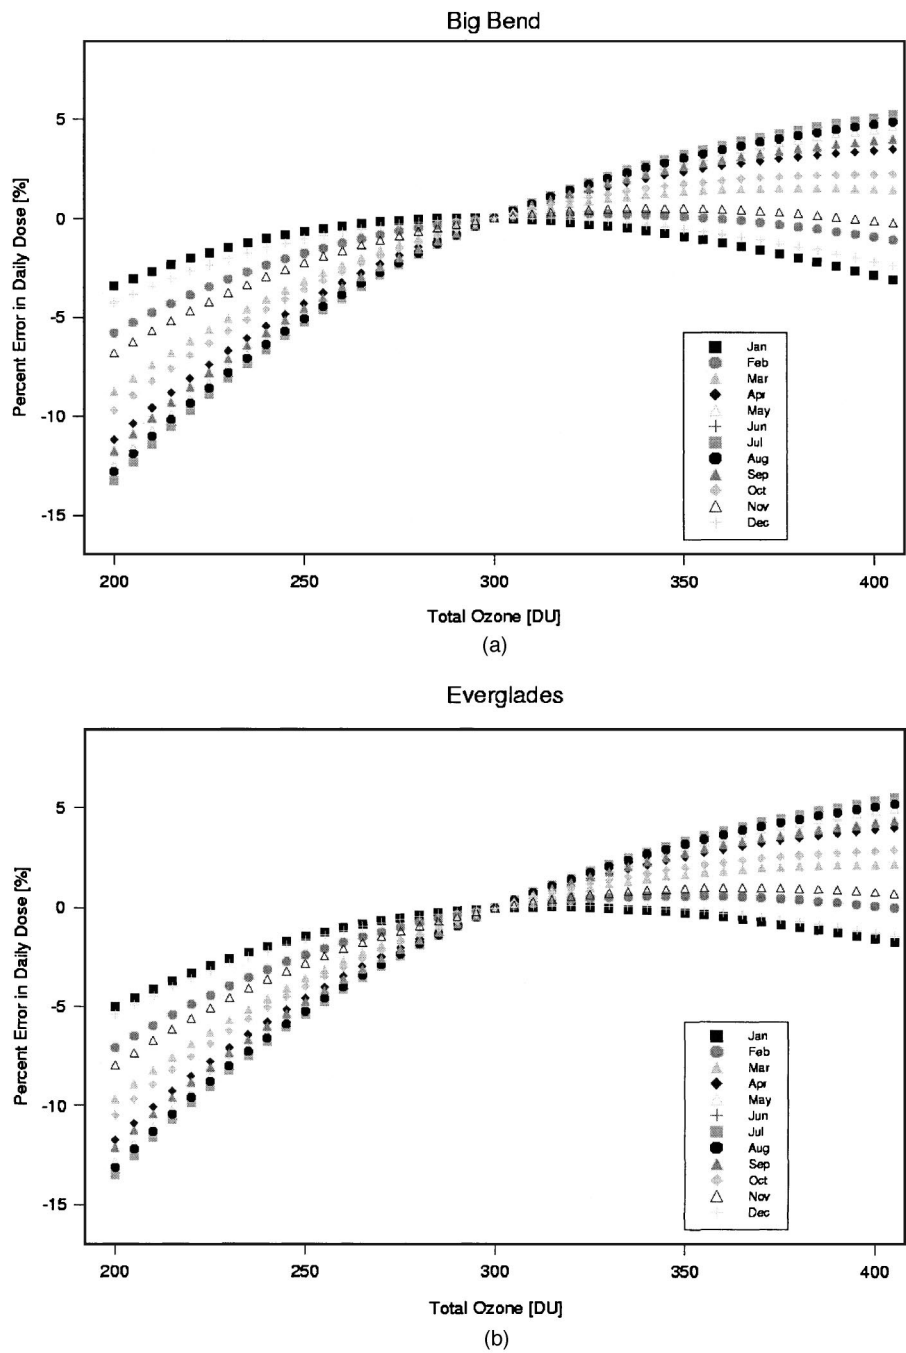 Big Bend
5
0
-5
-10
-15
Percent Error in Daily Dose [%]
Jan
Feb
Mar
Apr
May
Jun
Jul
Aug
Sep
Oct
Nov
Dec
200 250 300 350 400
Total Ozone [DU]
(a)
Everglades
5
0
-5
-10
-15
Percent Error in Daily Dose [%]
Jan
Feb
Mar
Apr
May
Jun
Jul
Aug
Sep
Oct
Nov
Dec
200 250 300 350 400
Total Ozone [DU]
(b)